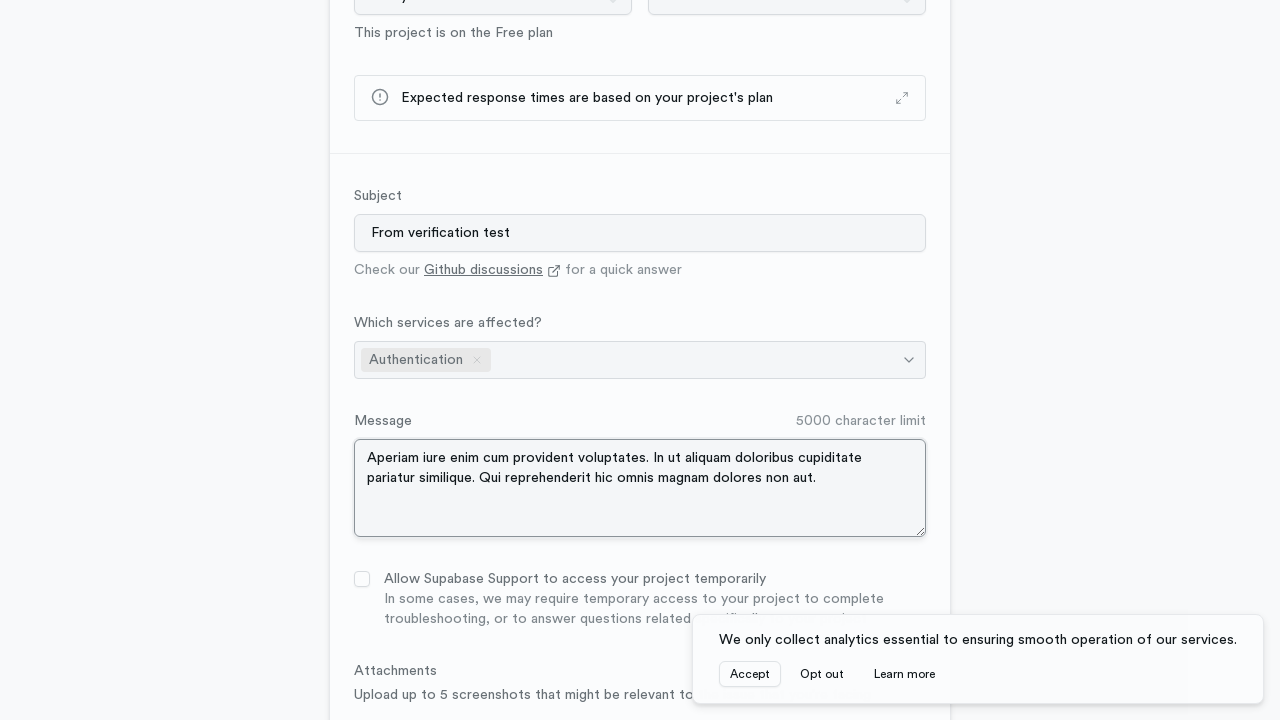 This project is on the Free plan
Expected response times are based on your project's plan
Subject
From verification test
Check our Github discussions for a quick answer
Which services are affected?
Authentication
Message
5000 character limit
Aperiam iure enim cum provident voluptates. In ut aliquam doloribus cupiditate
pariatur similique. Qui reprehenderit hic omnis magnam dolores non aut.
Allow Supabase Support to access your project temporarily
In some cases, we may require temporary access to your project to complete
troubleshooting, or to answer questions related
We only collect analytics essential to ensuring smooth operation of our services.
Accept
Opt out
Learn more
Attachments
Upload up to 5 screenshots that might be relevant to